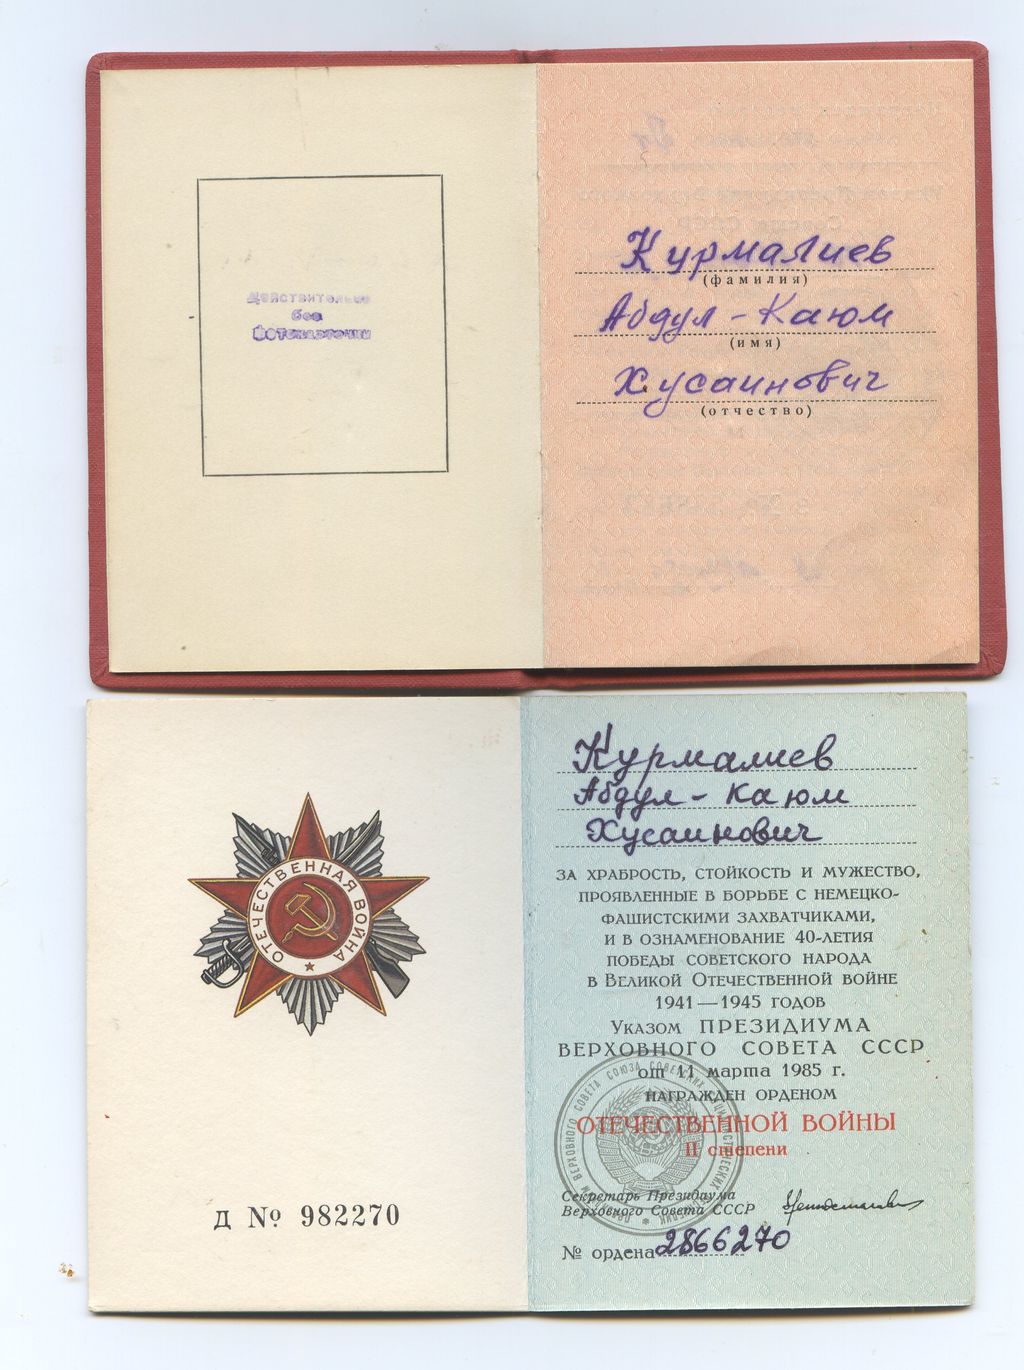 Действительно
без
фотокарточки
Курмалиев
(фамилия)
Абдул-Каюм
(имя)
Хусаинович
(отчество)
ОТЕЧЕСТВЕННАЯ ВОЙНА
Д № 982270
Курмалиев
Абдул-Каюм
Хусаинович
ЗА ХРАБРОСТЬ, СТОЙКОСТЬ И МУЖЕСТВО,
ПРОЯВЛЕННЫЕ В БОРЬБЕ С НЕМЕЦКО-
ФАШИСТСКИМИ ЗАХВАТЧИКАМИ,
И В ОЗНАМЕНОВАНИЕ 40-ЛЕТИЯ
ПОБЕДЫ СОВЕТСКОГО НАРОДА
В ВЕЛИКОЙ ОТЕЧЕСТВЕННОЙ ВОЙНЕ
1941—1945 ГОДОВ
УКАЗОМ ПРЕЗИДИУМА
ВЕРХОВНОГО СОВЕТА СССР
от 11 марта 1985 г.
НАГРАЖДЕН ОРДЕНОМ
ОТЕЧЕСТВЕННОЙ ВОЙНЫ
II степени
Секретарь Президиума
Верховного Совета СССР
№ ордена 2866270